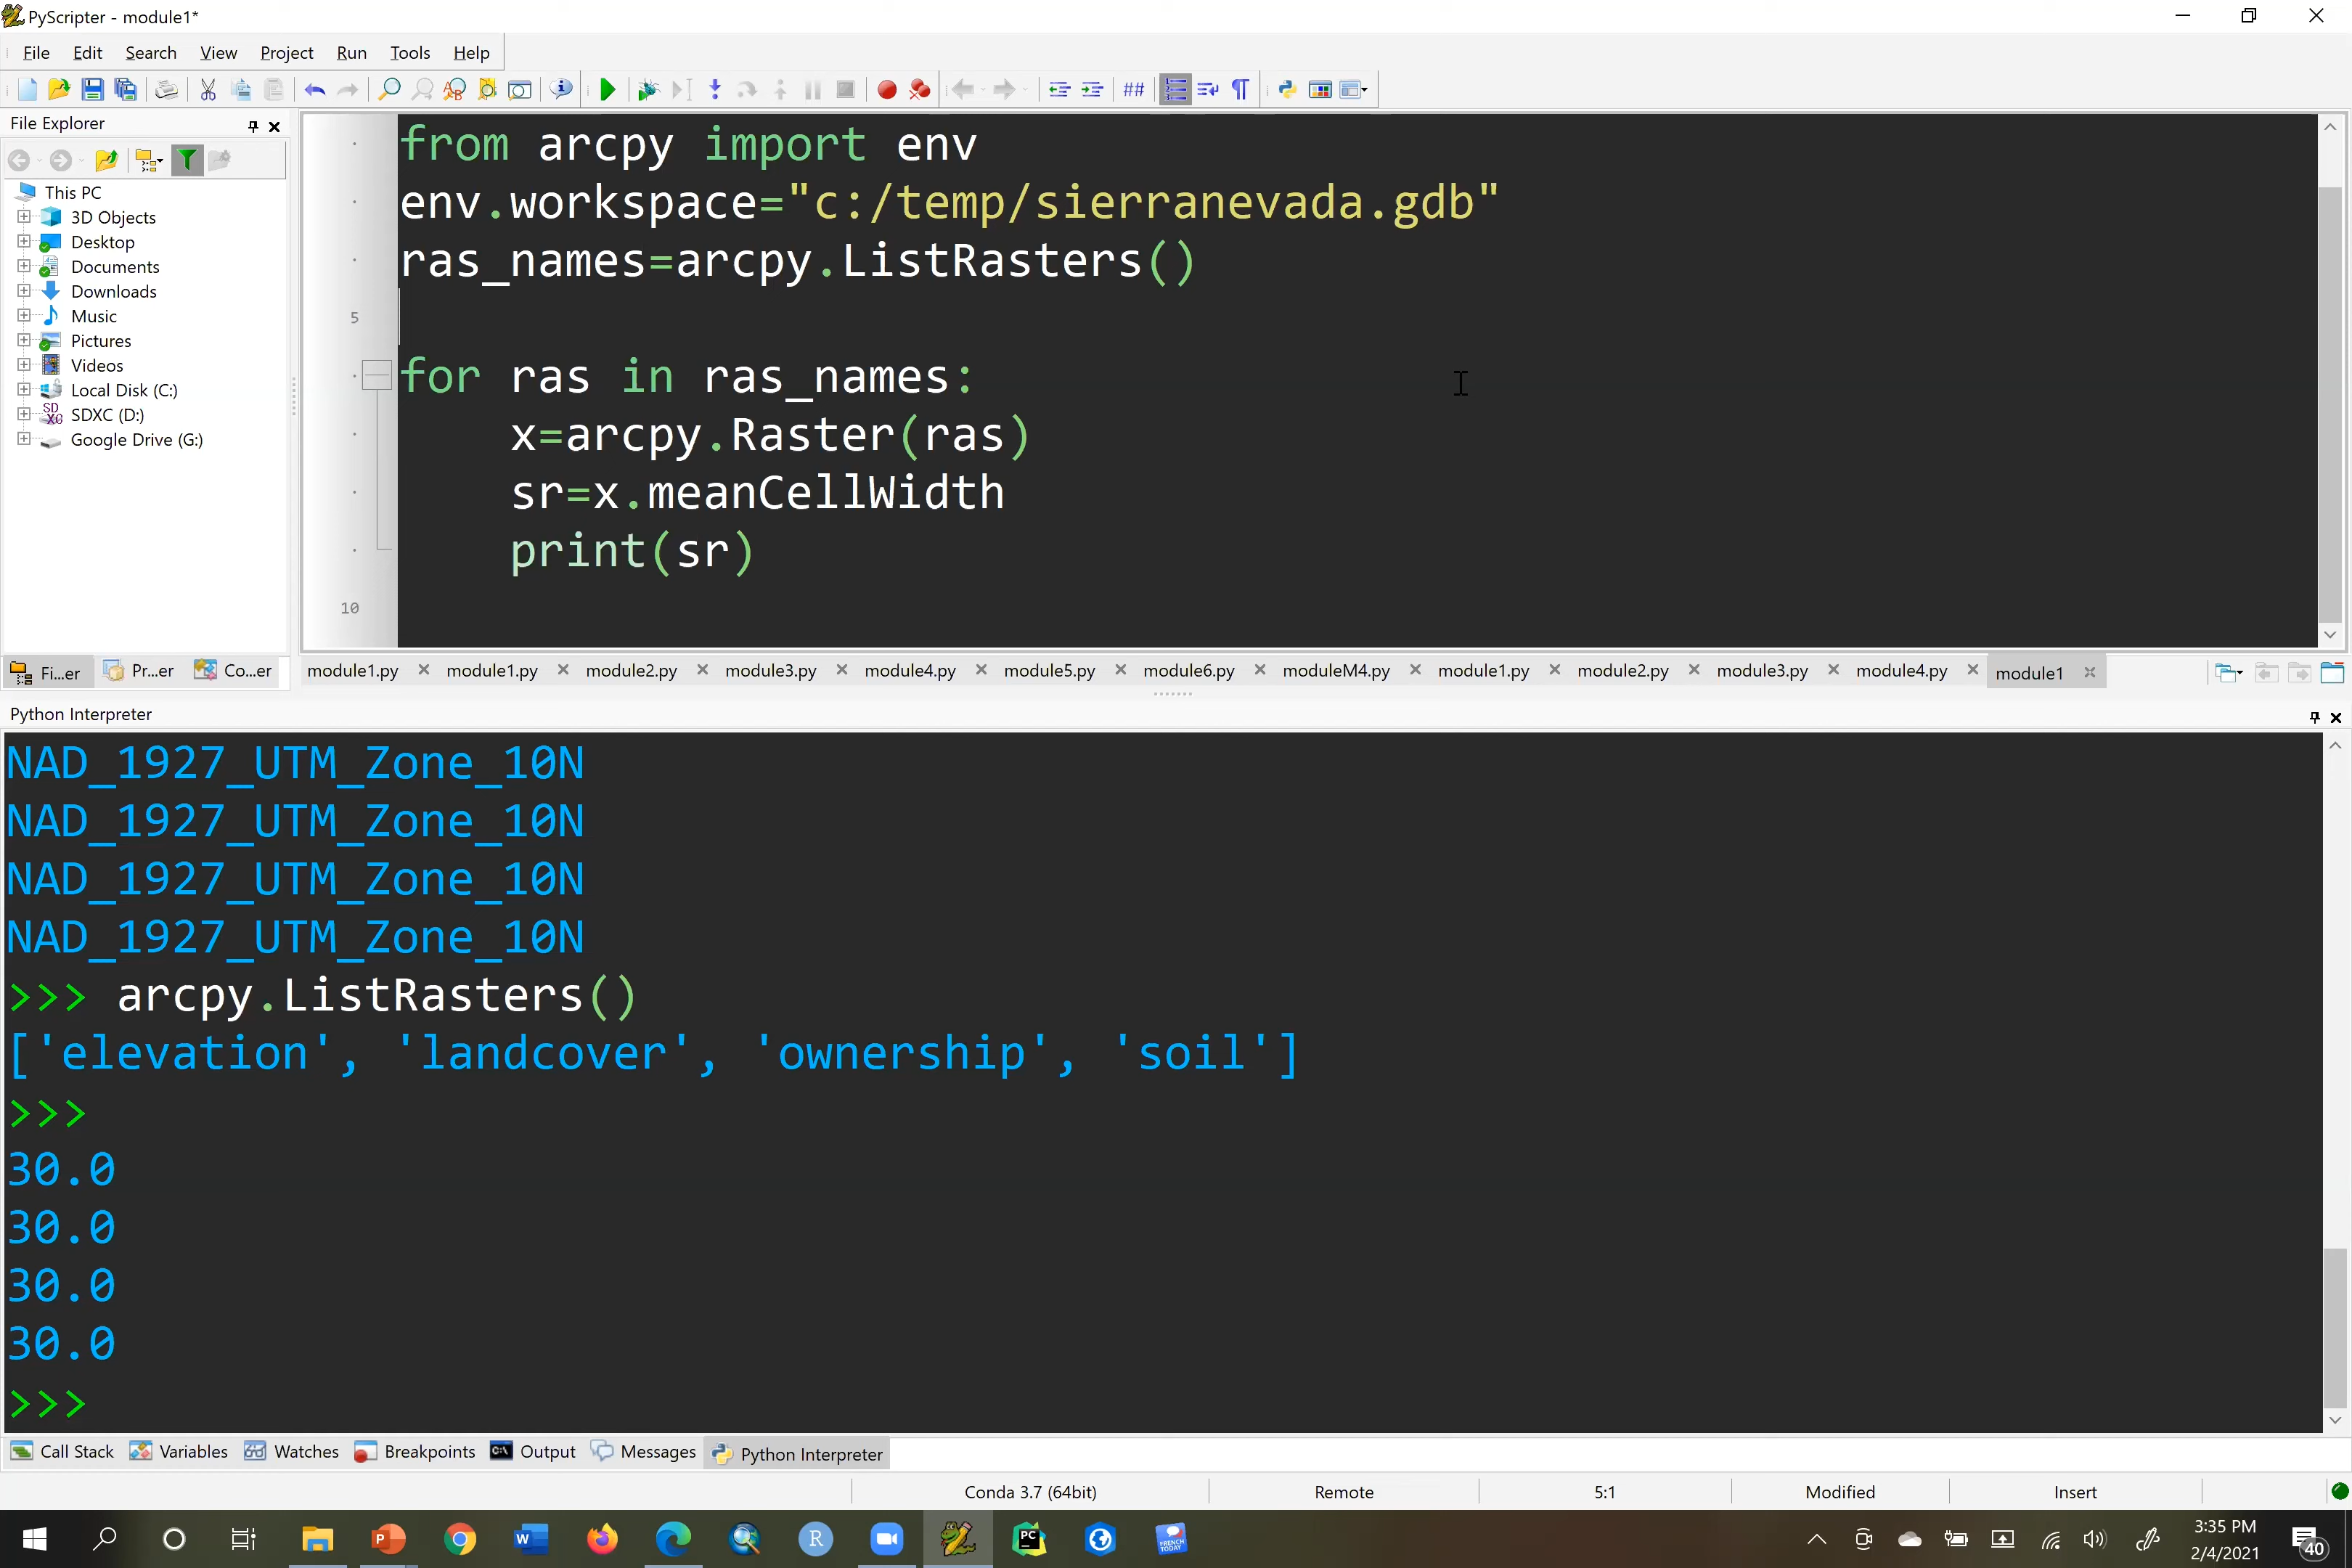 PyScripter - module1*
File Edit Search View Project Run Tools Help
File Explorer
This PC
3D Objects
Desktop
Documents
Downloads
Music
Pictures
Videos
Local Disk (C:)
SDXC (D:)
Google Drive (G:)
Fi...er Pr...er Co...er
from arcpy import env
env.workspace="c:/temp/sierranevada.gdb"
ras_names=arcpy.ListRasters()
5
for ras in ras_names:
x=arcpy.Raster(ras)
sr=x.meanCellWidth
print(sr)
10
module1.py module1.py module2.py module3.py module4.py module5.py module6.py moduleM4.py module1.py module2.py module3.py module4.py module1
Python Interpreter
NAD_1927_UTM_Zone_10N
NAD_1927_UTM_Zone_10N
NAD_1927_UTM_Zone_10N
NAD_1927_UTM_Zone_10N
>>> arcpy.ListRasters()
['elevation', 'landcover', 'ownership', 'soil']
>>>
30.0
30.0
30.0
30.0
>>>
Call Stack Variables Watches Breakpoints Output Messages Python Interpreter
Conda 3.7 (64bit) Remote 5:1 Modified Insert
3:35 PM
2/4/2021
40